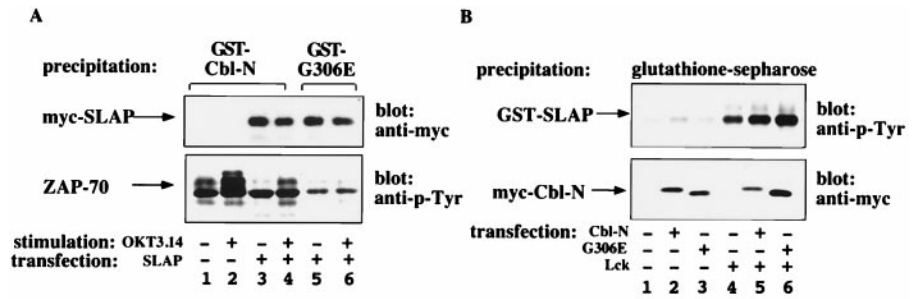 A
precipitation:
GST-
Cbl-N
GST-
G306E
myc-SLAP
blot:
anti-myc
ZAP-70
blot:
anti-p-Tyr
stimulation: OKT3.14 - + - + - +
transfection: SLAP - - + + + +
1 2 3 4 5 6
B
precipitation: glutathione-sepharose
GST-SLAP
blot:
anti-p-Tyr
myc-Cbl-N
blot:
anti-myc
transfection: Cbl-N - + - - + -
G306E - - + - - +
Lck - - - + + +
1 2 3 4 5 6